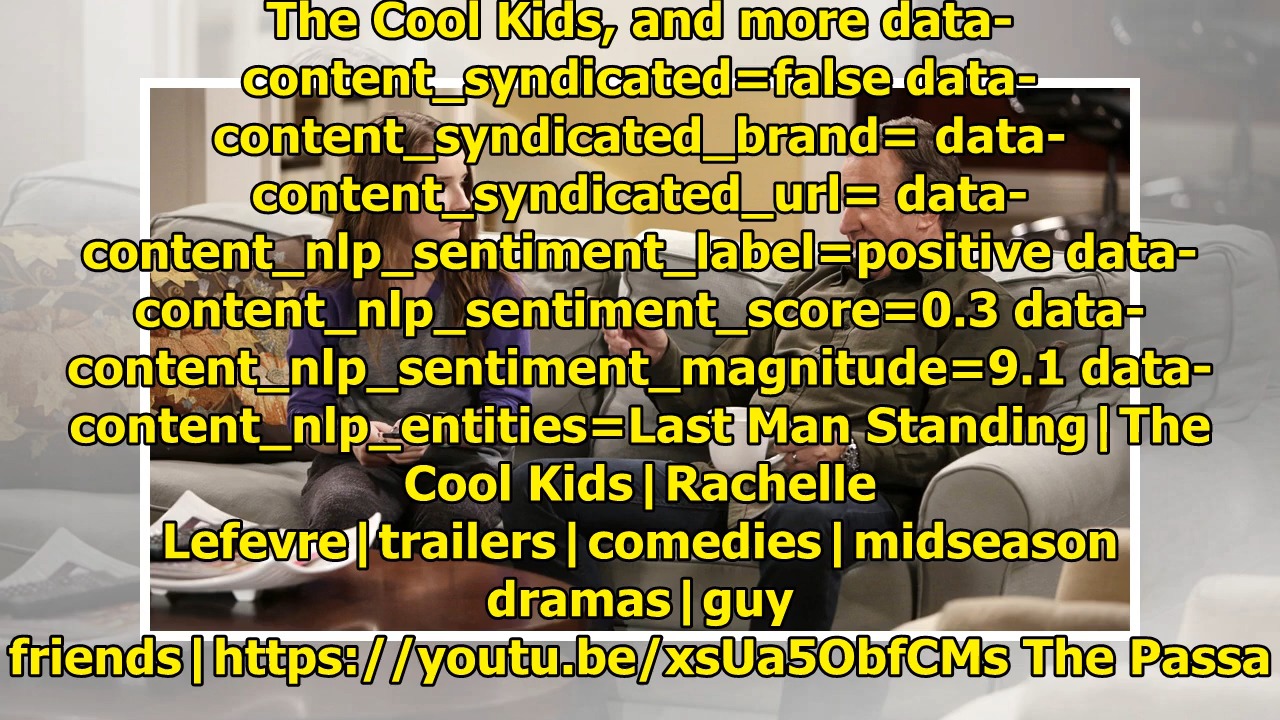 The Cool Kids, and more data-
content_syndicated=false data-
content_syndicated_brand= data-
content_syndicated_url= data-
content_nlp_sentiment_label=positive data-
content_nlp_sentiment_score=0.3 data-
content_nlp_sentiment_magnitude=9.1 data-
content_nlp_entities=Last Man Standing|The
Cool Kids|Rachelle
Lefevre|trailers|comedies|midseason
dramas|guy
friends|https://youtu.be/xsUa5ObfCMs The Passa